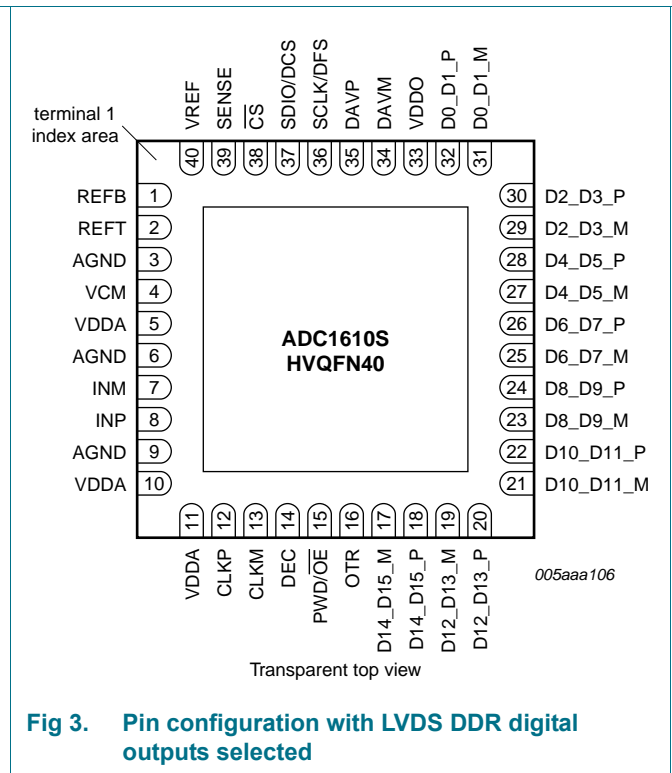 VREF
SENSE
CS
SDIO/DCS
SCLK/DFS
DAVP
DAVM
VDDO
D0_D1_P
D0_D1_M
terminal 1
index area
40 39 38 37 36 35 34 33 32 31
REFB 1 30 D2_D3_P
REFT 2 29 D2_D3_M
AGND 3 28 D4_D5_P
VCM 4 27 D4_D5_M
VDDA 5 26 D6_D7_P
AGND 6 25 D6_D7_M
INM 7 24 D8_D9_P
INP 8 23 D8_D9_M
AGND 9 22 D10_D11_P
VDDA 10 21 D10_D11_M
ADC1610S
HVQFN40
11 12 13 14 15 16 17 18 19 20
VDDA
CLKP
CLKM
DEC
PWD/OE
OTR
D14_D15_M
D14_D15_P
D12_D13_M
D12_D13_P
005aaa106
Transparent top view
Fig 3. Pin configuration with LVDS DDR digital
outputs selected